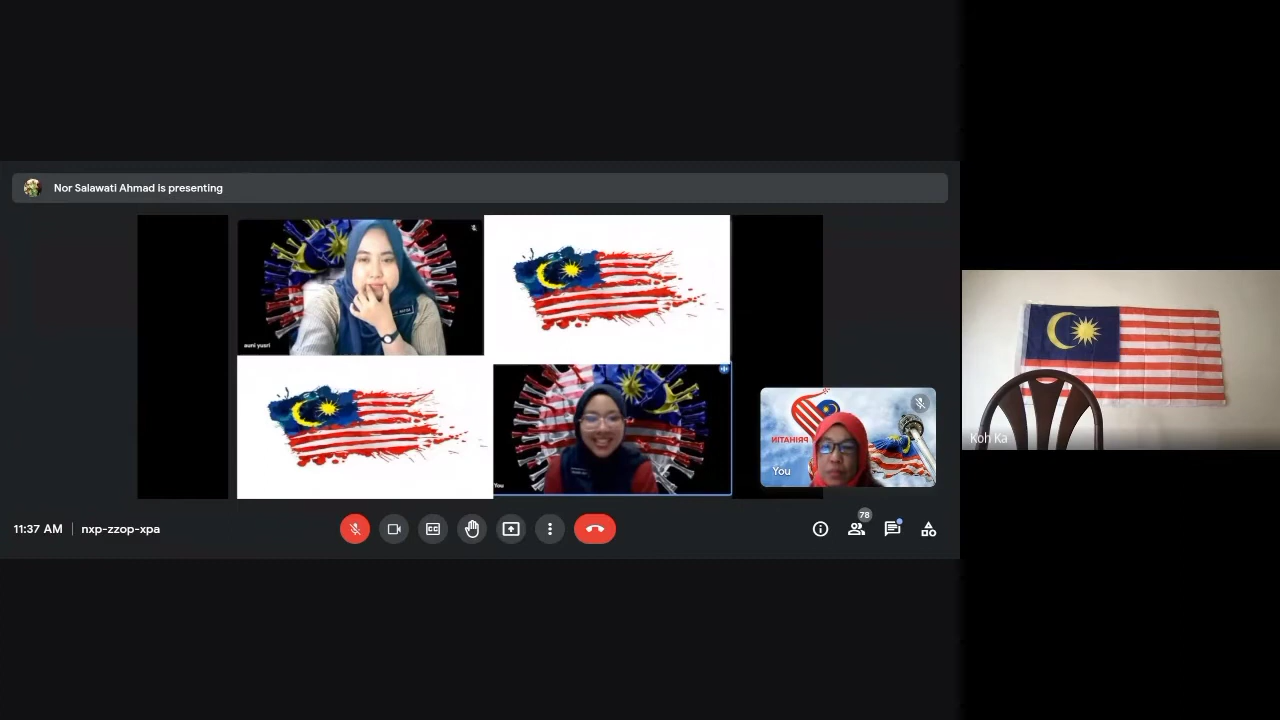 Nor Salawati Ahmad is presenting
auni yusri
You
PRIHATIN
You
Koh Ka
11:37 AM | nxp-zzop-xpa
CC
78